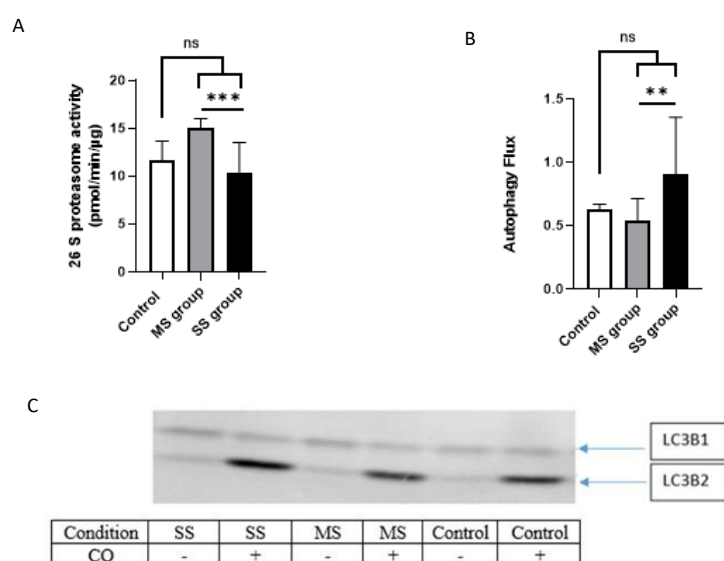 A
ns
***
26 S proteasome activity
(pmol/min/µg)
20
15
10
5
0
Control
MS group
SS group
B
ns
**
Autophagy Flux
1.5
1.0
0.5
0.0
Control
MS group
SS group
C
LC3B1
LC3B2
Condition SS SS MS MS Control Control
CQ - + - + - +